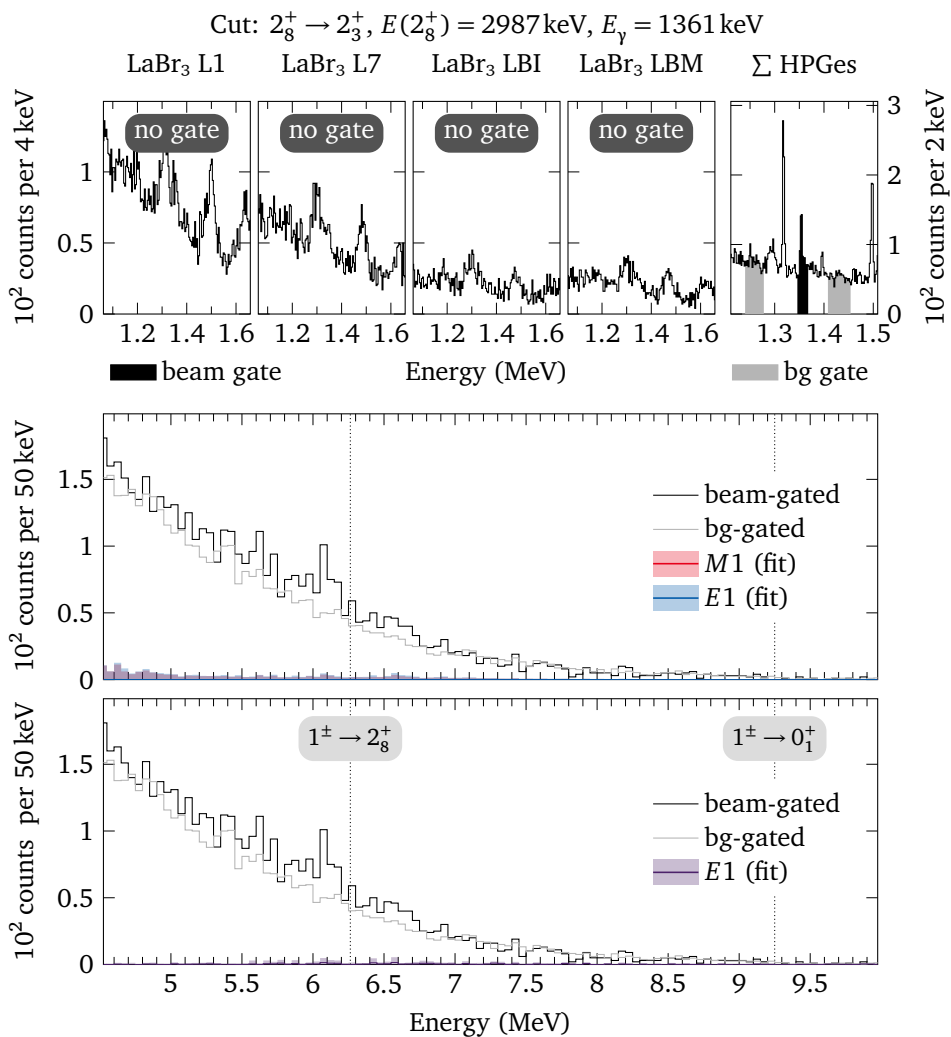 Cut: 2₈⁺ → 2₃⁺, E(2₈⁺) = 2987 keV, Eγ = 1361 keV
LaBr₃ L1 LaBr₃ L7 LaBr₃ LBI LaBr₃ LBM ∑ HPGes
no gate no gate no gate no gate
10² counts per 4 keV
1
0.5
0
3
2
1
0
10² counts per 2 keV
1.2 1.4 1.6 1.2 1.4 1.6 1.2 1.4 1.6 1.2 1.4 1.6 1.3 1.4 1.5
beam gate Energy (MeV) bg gate
10² counts per 50 keV
1.5
1
0.5
0
beam-gated
bg-gated
M1 (fit)
E1 (fit)
10² counts per 50 keV
1.5
1
0.5
0
1± → 2₈⁺ 1± → 0₁⁺
beam-gated
bg-gated
E1 (fit)
5 5.5 6 6.5 7 7.5 8 8.5 9 9.5
Energy (MeV)